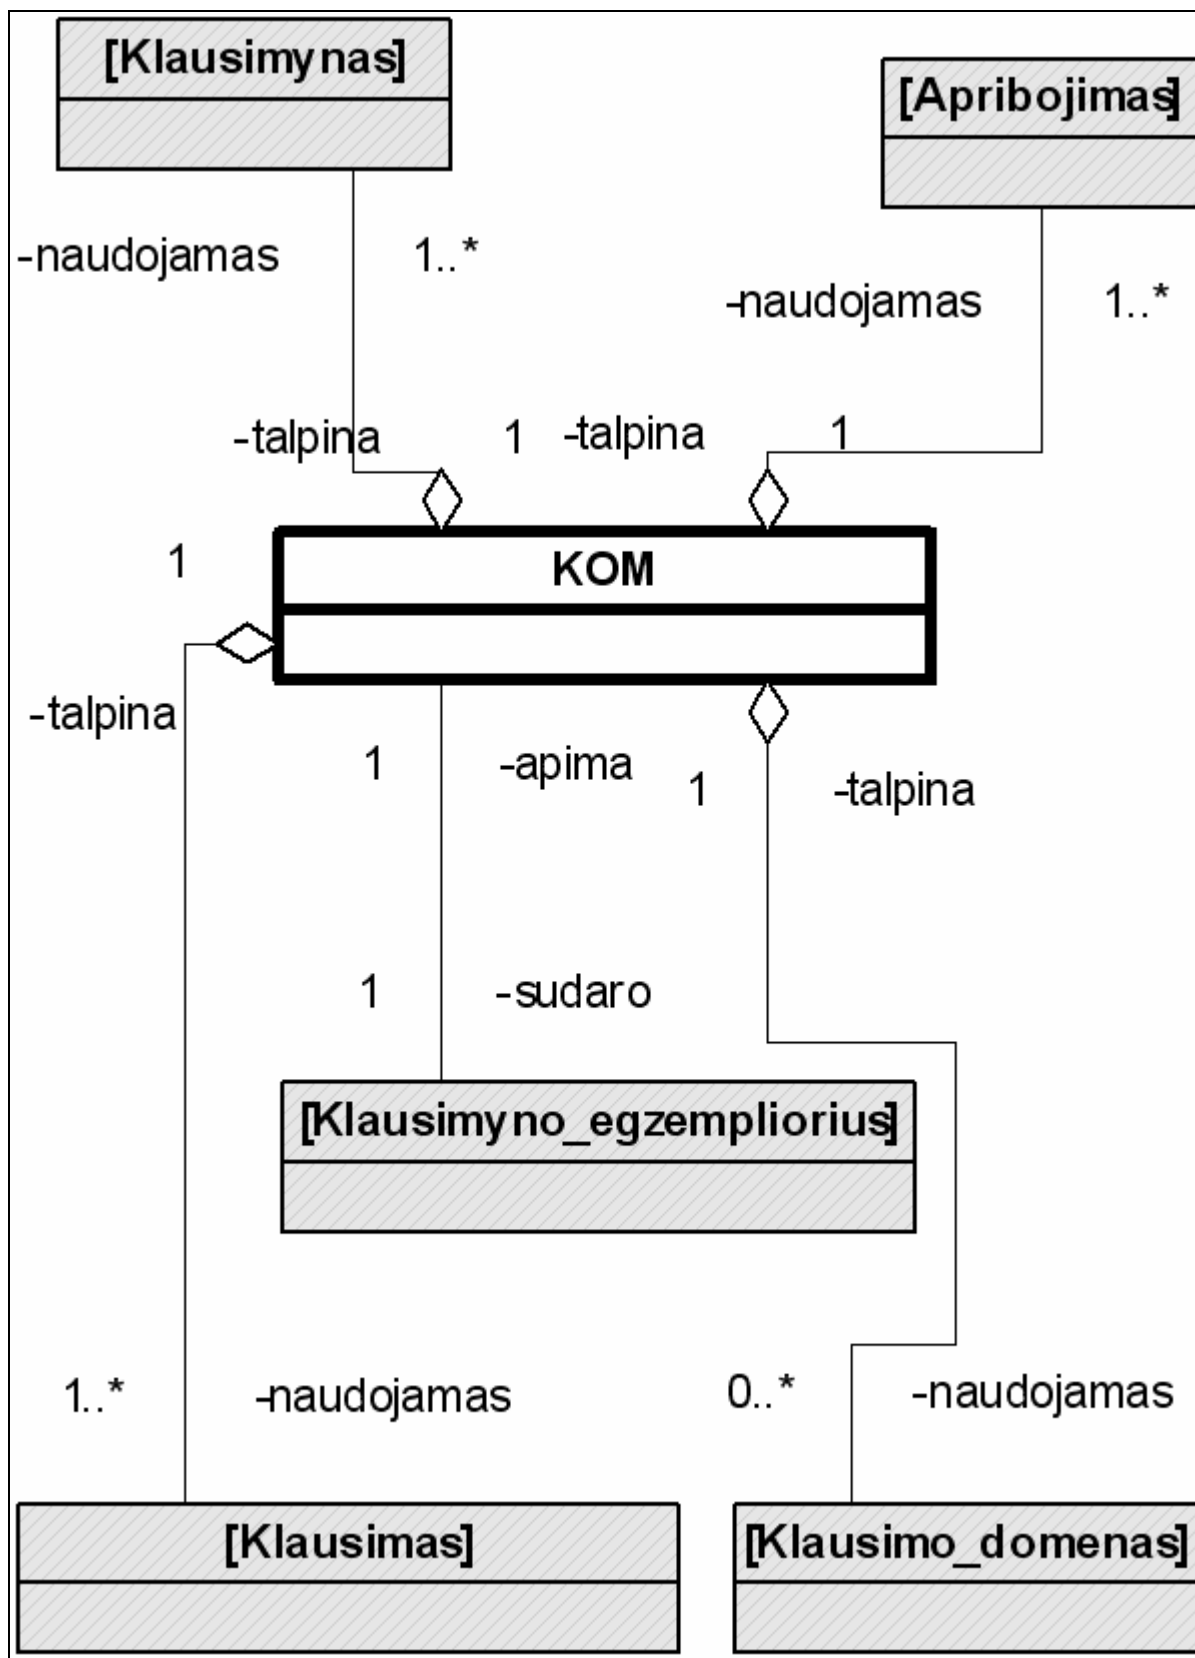 [Klausimynas]
[Apribojimas]
-naudojamas
1..*
-naudojamas
1..*
-talpina
1
-talpina
1
KOM
1
-talpina
1
-apima
1
-talpina
1
-sudaro
[Klausimyno_egzempliorius]
1..*
-naudojamas
0..*
-naudojamas
[Klausimas]
[Klausimo_domenas]